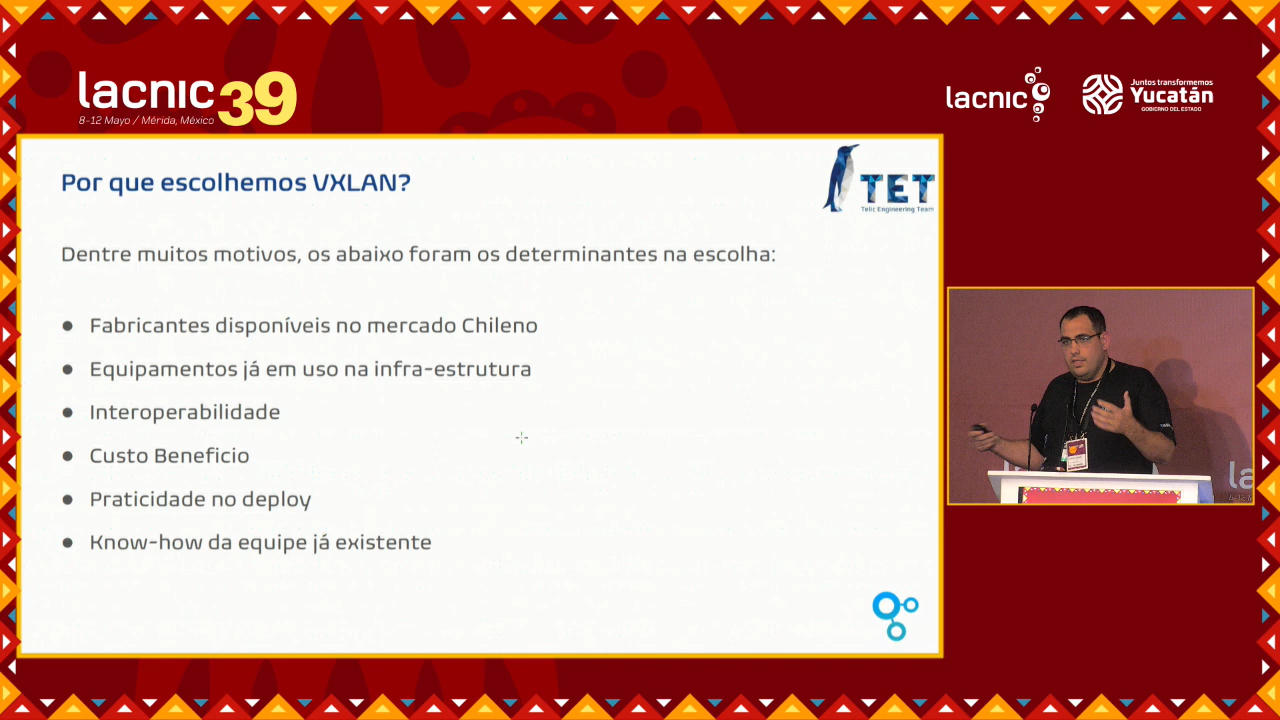 lacnic39
8-12 Mayo / Mérida, México
lacnic
Juntos transformemos
Yucatán
GOBIERNO DEL ESTADO
Por que escolhemos VXLAN?
TET
Telic Engineering Team
Dentre muitos motivos, os abaixo foram os determinantes na escolha:
● Fabricantes disponíveis no mercado Chileno
● Equipamentos já em uso na infra-estrutura
● Interoperabilidade
● Custo Beneficio
● Praticidade no deploy
● Know-how da equipe já existente